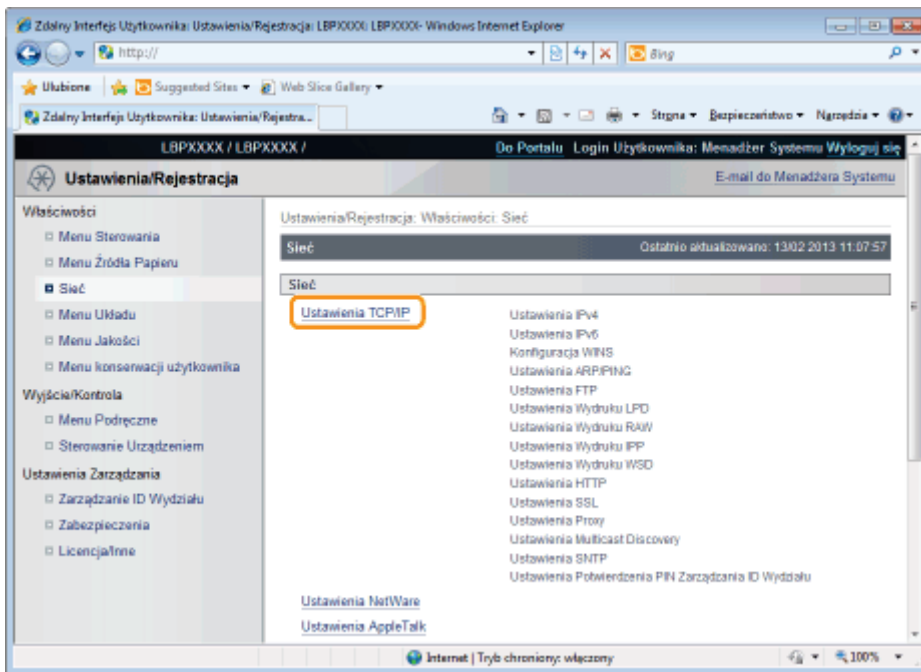 Zdalny Interfejs Użytkownika: Ustawienia/Rejestracja: LBPXXXX: LBPXXXX- Windows Internet Explorer
http://
Bing
Ulubione Suggested Sites Web Slice Gallery
Zdalny Interfejs Użytkownika: Ustawienia/Rejestra...
Strona Bezpieczeństwo Narzędzia
LBPXXXX / LBPXXXX /
Do Portalu Login Użytkownika: Menadżer Systemu Wyloguj się
Ustawienia/Rejestracja
E-mail do Menadżera Systemu
Właściwości
Menu Sterowania
Menu Źródła Papieru
Sieć
Menu Układu
Menu Jakości
Menu konserwacji użytkownika
Wyjście/Kontrola
Menu Podręczne
Sterowanie Urządzeniem
Ustawienia Zarządzania
Zarządzanie ID Wydziału
Zabezpieczenia
Licencja/Inne
Ustawienia/Rejestracja: Właściwości: Sieć
Sieć
Ostatnio aktualizowano: 13/02 2013 11:07:57
Sieć
Ustawienia TCP/IP
Ustawienia IPv4
Ustawienia IPv6
Konfiguracja WINS
Ustawienia ARP/PING
Ustawienia FTP
Ustawienia Wydruku LPD
Ustawienia Wydruku RAW
Ustawienia Wydruku IPP
Ustawienia Wydruku WSD
Ustawienia HTTP
Ustawienia SSL
Ustawienia Proxy
Ustawienia Multicast Discovery
Ustawienia SNTP
Ustawienia Potwierdzenia PIN Zarządzania ID Wydziału
Ustawienia NetWare
Ustawienia AppleTalk
Internet | Tryb chroniony: włączony
100%